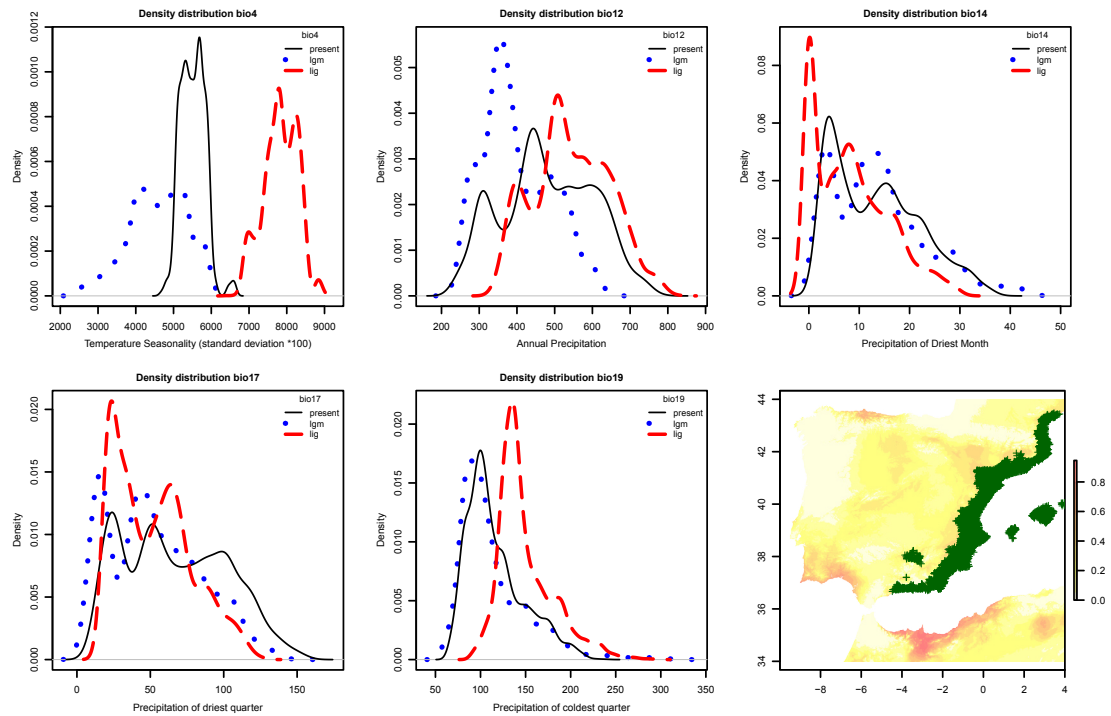 Density distribution bio4
bio4
present
lgm
lig
Density
0.0000 0.0002 0.0004 0.0006 0.0008 0.0010 0.0012
2000 3000 4000 5000 6000 7000 8000 9000
Temperature Seasonality (standard deviation *100)
Density distribution bio12
bio12
present
lgm
lig
Density
0.000 0.001 0.002 0.003 0.004 0.005
200 300 400 500 600 700 800 900
Annual Precipitation
Density distribution bio14
bio14
present
lgm
lig
Density
0.00 0.02 0.04 0.06 0.08
0 10 20 30 40 50
Precipitation of Driest Month
Density distribution bio17
bio17
present
lgm
lig
Density
0.000 0.005 0.010 0.015 0.020
0 50 100 150
Precipitation of driest quarter
Density distribution bio19
bio19
present
lgm
lig
Density
0.000 0.005 0.010 0.015 0.020
50 100 150 200 250 300 350
Precipitation of coldest quarter
44
42
40
38
36
34
−8 −6 −4 −2 0 2 4
0.8
0.6
0.4
0.2
0.0